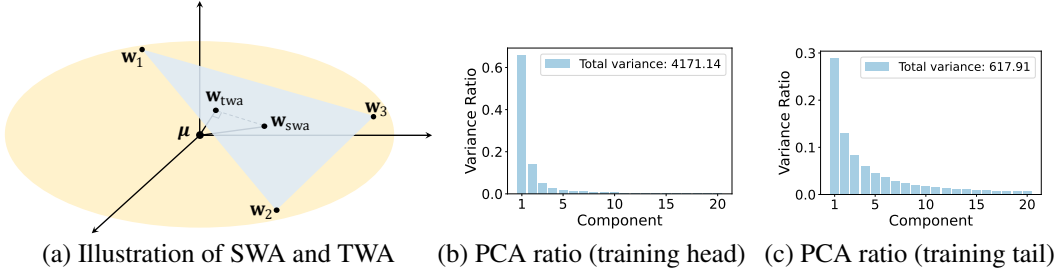 w₁
w_twa
w₃
μ
w_swa
w₂
(a) Illustration of SWA and TWA
Variance Ratio
0.6
0.4
0.2
0.0
Total variance: 4171.14
1 5 10 15 20
Component
(b) PCA ratio (training head)
Variance Ratio
0.3
0.2
0.1
0.0
Total variance: 617.91
1 5 10 15 20
Component
(c) PCA ratio (training tail)